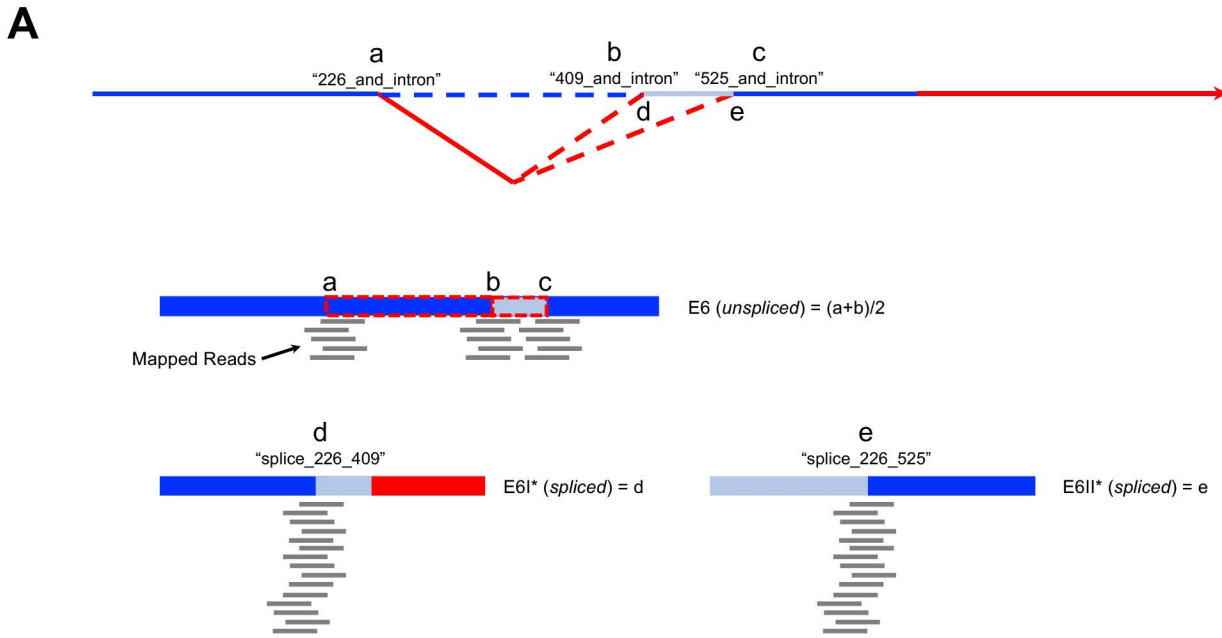 A
a b c
“226_and_intron” “409_and_intron” “525_and_intron”
d e
a b c
E6 (unspliced) = (a+b)/2
Mapped Reads
d
“splice_226_409”
E6I* (spliced) = d
e
“splice_226_525”
E6II* (spliced) = e